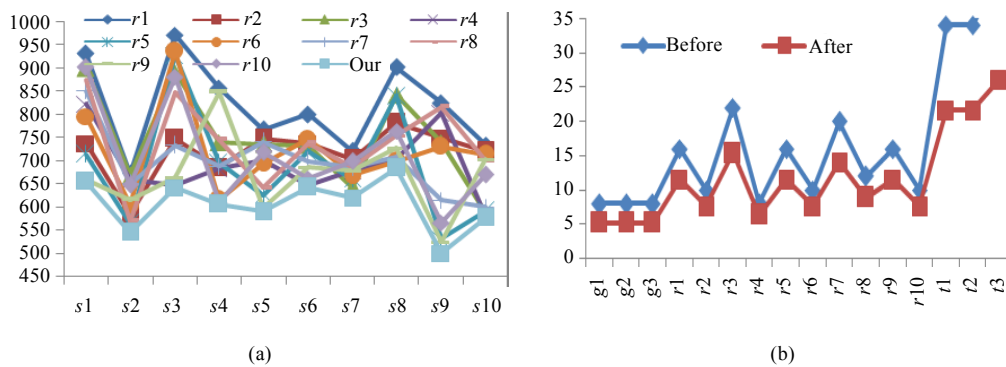 1000
950
900
850
800
750
700
650
600
550
500
450
r1 r2 r3 r4
r5 r6 r7 r8
r9 r10 Our
s1 s2 s3 s4 s5 s6 s7 s8 s9 s10
(a)
35
30
25
20
15
10
5
0
Before After
g1 g2 g3 r1 r2 r3 r4 r5 r6 r7 r8 r9 r10 t1 t2 t3
(b)